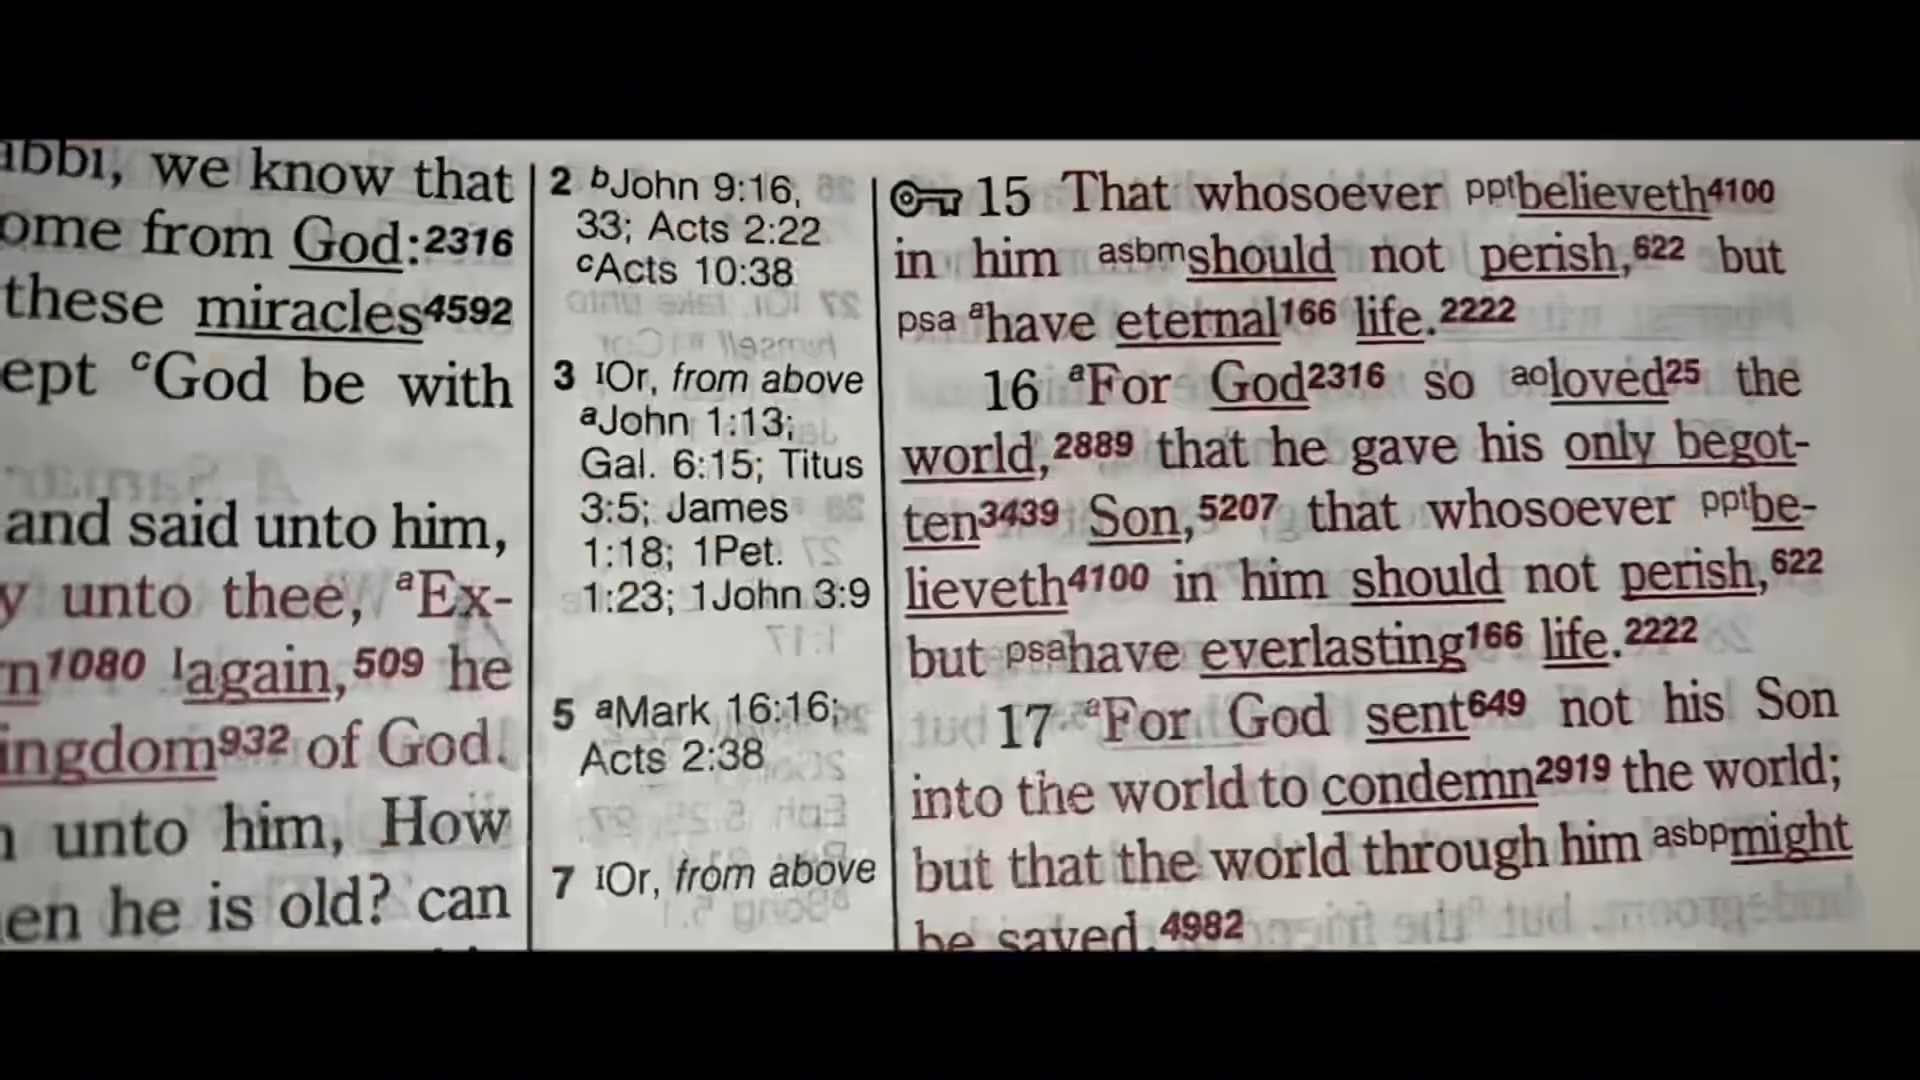 we know that
ome from God:2316
these miracles4592
ept cGod be with
and said unto him,
y unto thee, aEx-
n1080 Iagain,509 he
ingdom932 of God.
unto him, How
en he is old? can
2 bJohn 9:16,
33; Acts 2:22
cActs 10:38
3 IOr, from above
aJohn 1:13;
Gal. 6:15; Titus
3:5; James
1:18; 1Pet.
1:23; 1John 3:9
5 aMark 16:16;
Acts 2:38
7 IOr, from above
15 That whosoever pptbelieveth4100
in him asbmshould not perish,622 but
psa ahave eternal166 life.2222
16 aFor God2316 so aoloved25 the
world,2889 that he gave his only begot-
ten3439 Son,5207 that whosoever pptbe-
lieveth4100 in him should not perish,622
but psahave everlasting166 life.2222
17 aFor God sent649 not his Son
into the world to condemn2919 the world;
but that the world through him asbpmight
be saved.4982